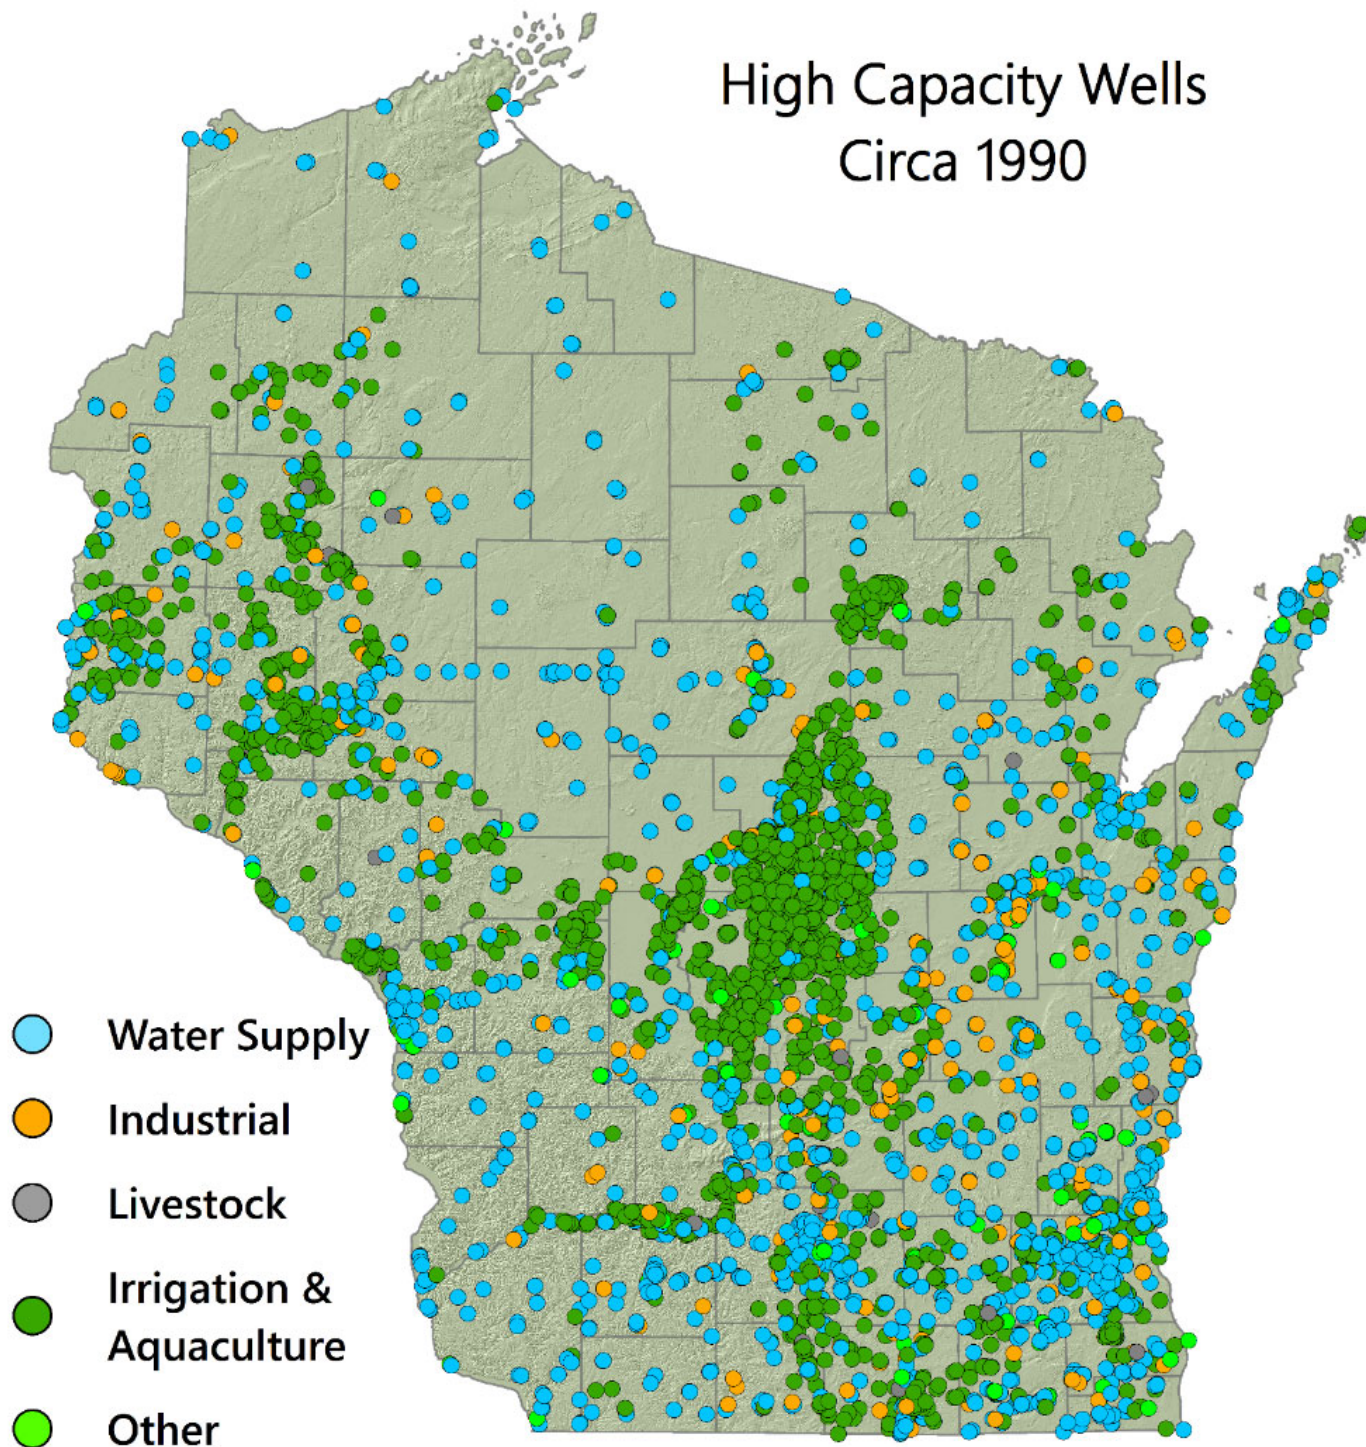 High Capacity Wells
Circa 1990
Water Supply
Industrial
Livestock
Irrigation &
Aquaculture
Other